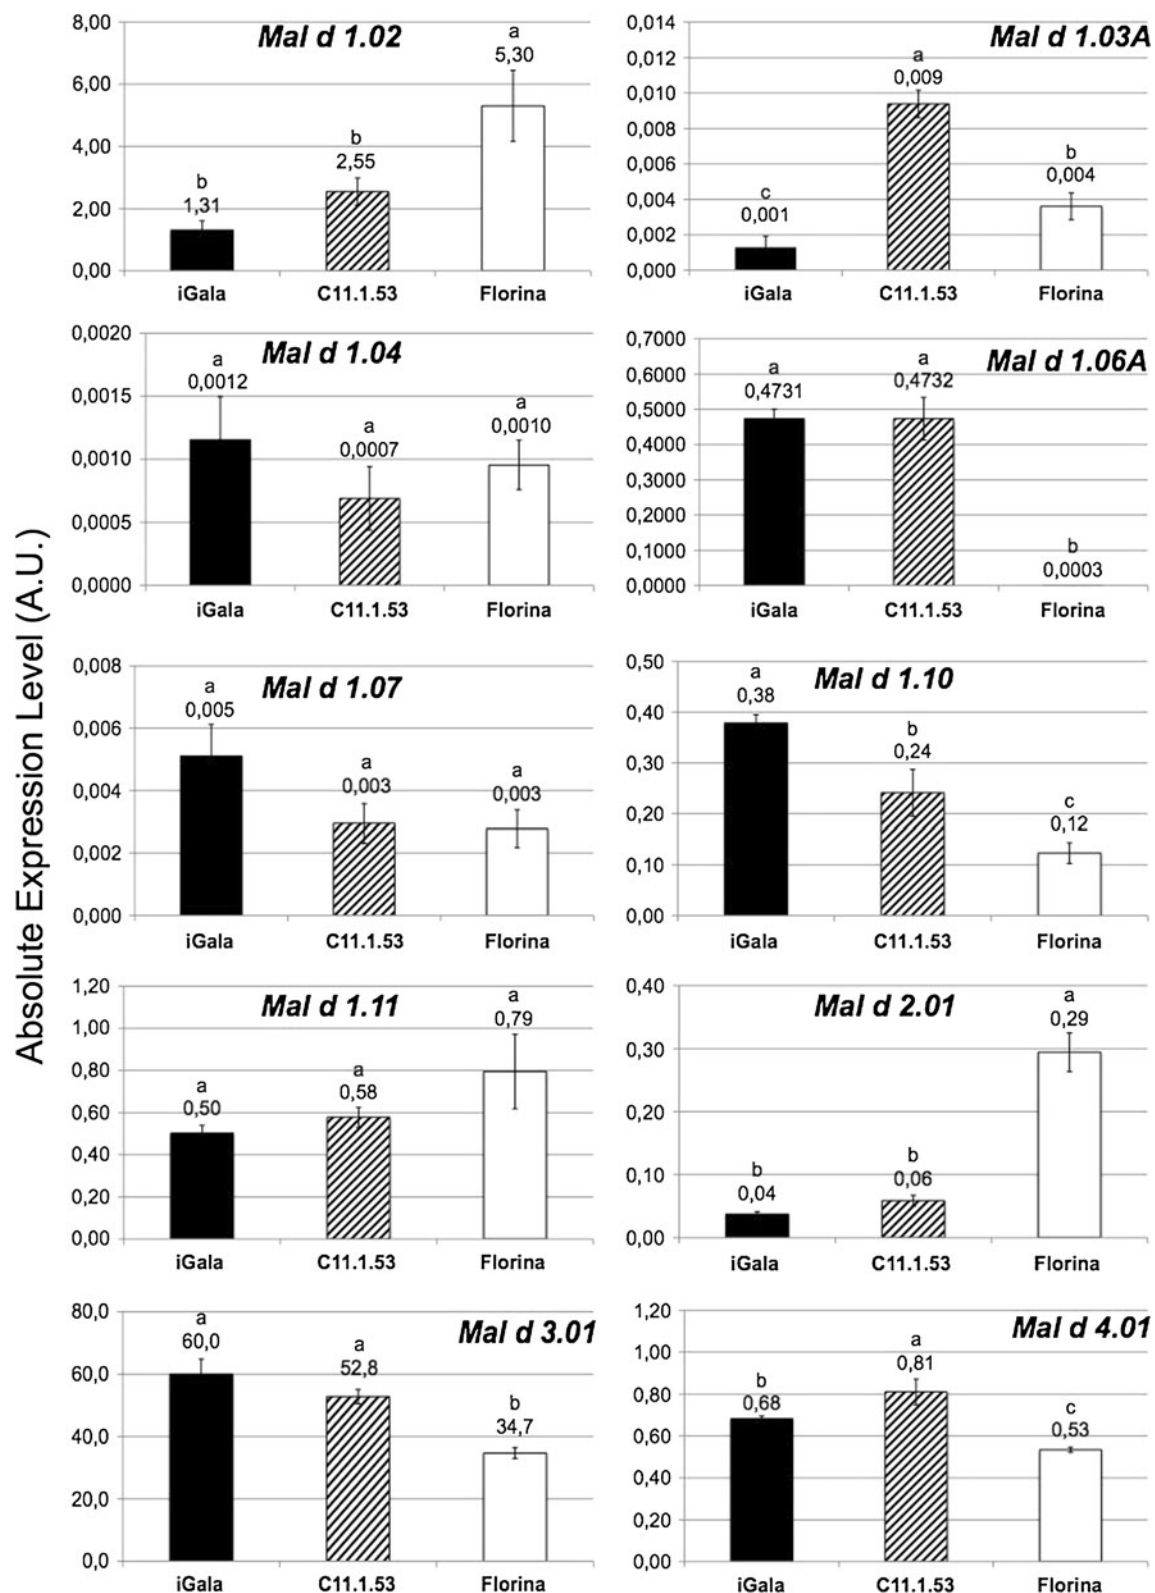 Absolute Expression Level (A.U.)
Mal d 1.02
8,00
6,00
4,00
2,00
0,00
b
1,31
b
2,55
a
5,30
iGala C11.1.53 Florina
Mal d 1.03A
0,014
0,012
0,010
0,008
0,006
0,004
0,002
0,000
c
0,001
a
0,009
b
0,004
iGala C11.1.53 Florina
Mal d 1.04
0,0020
0,0015
0,0010
0,0005
0,0000
a
0,0012
a
0,0007
a
0,0010
iGala C11.1.53 Florina
Mal d 1.06A
0,7000
0,6000
0,5000
0,4000
0,3000
0,2000
0,1000
0,0000
a
0,4731
a
0,4732
b
0,0003
iGala C11.1.53 Florina
Mal d 1.07
0,008
0,006
0,004
0,002
0,000
a
0,005
a
0,003
a
0,003
iGala C11.1.53 Florina
Mal d 1.10
0,50
0,40
0,30
0,20
0,10
0,00
a
0,38
b
0,24
c
0,12
iGala C11.1.53 Florina
Mal d 1.11
1,20
1,00
0,80
0,60
0,40
0,20
0,00
a
0,50
a
0,58
a
0,79
iGala C11.1.53 Florina
Mal d 2.01
0,40
0,30
0,20
0,10
0,00
b
0,04
b
0,06
a
0,29
iGala C11.1.53 Florina
Mal d 3.01
80,0
60,0
40,0
20,0
0,0
a
60,0
a
52,8
b
34,7
iGala C11.1.53 Florina
Mal d 4.01
1,20
1,00
0,80
0,60
0,40
0,20
0,00
b
0,68
a
0,81
c
0,53
iGala C11.1.53 Florina